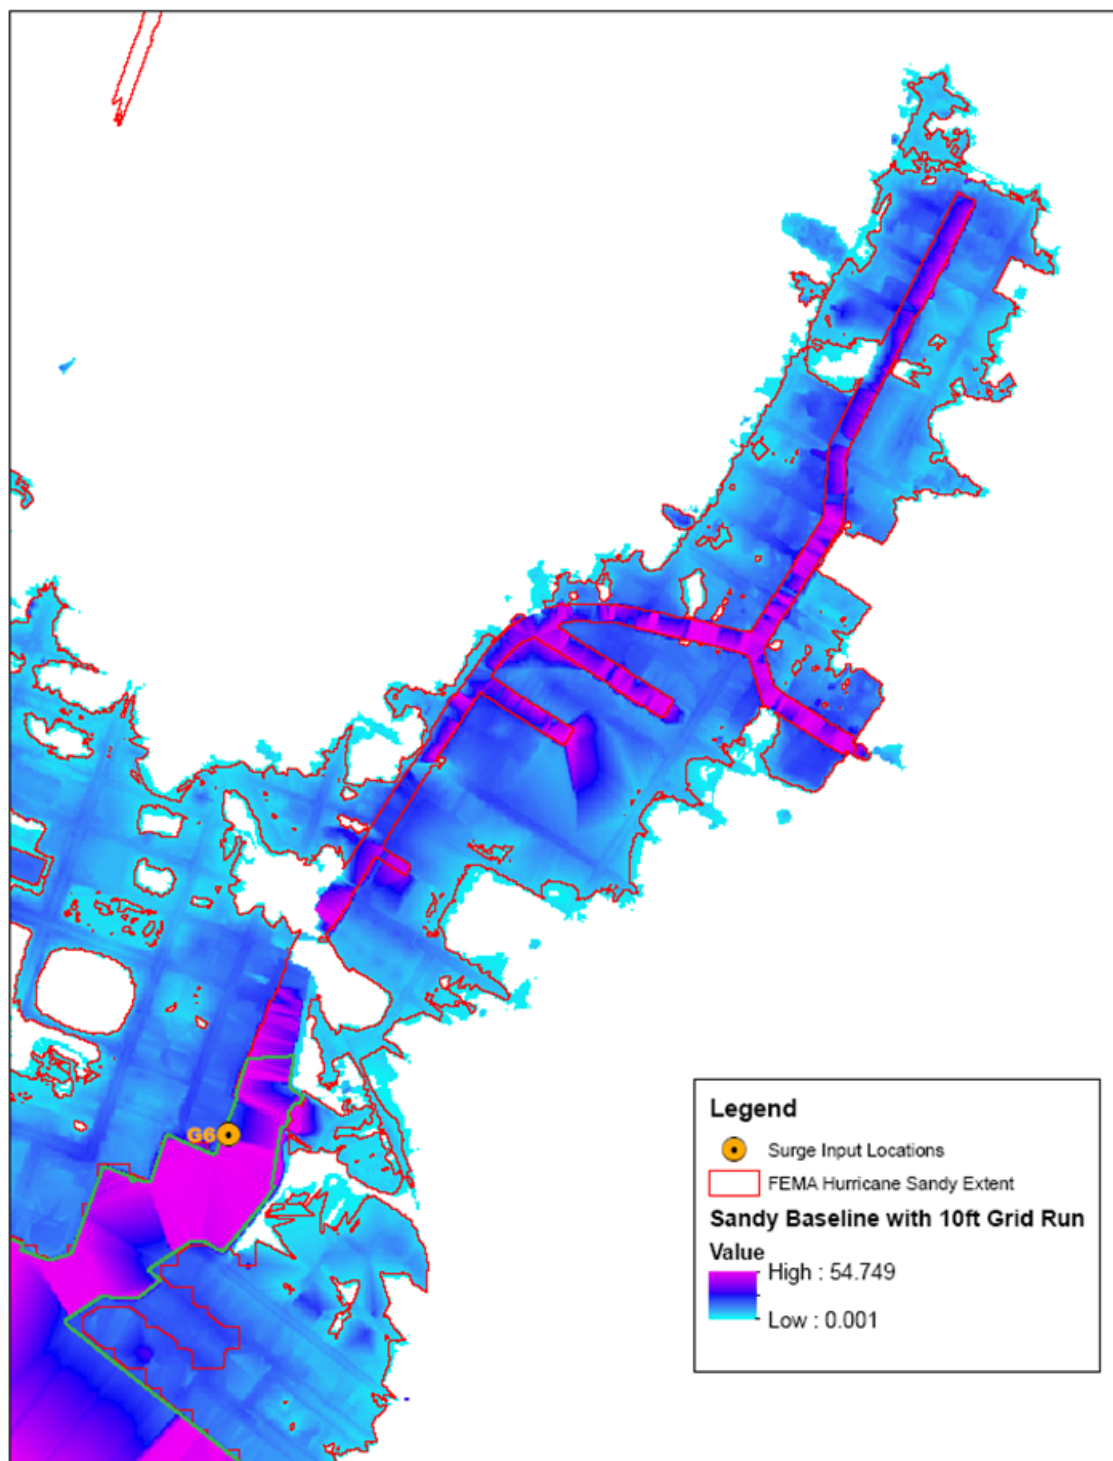 G6
Legend
Surge Input Locations
FEMA Hurricane Sandy Extent
Sandy Baseline with 10ft Grid Run
Value
High : 54.749
Low : 0.001